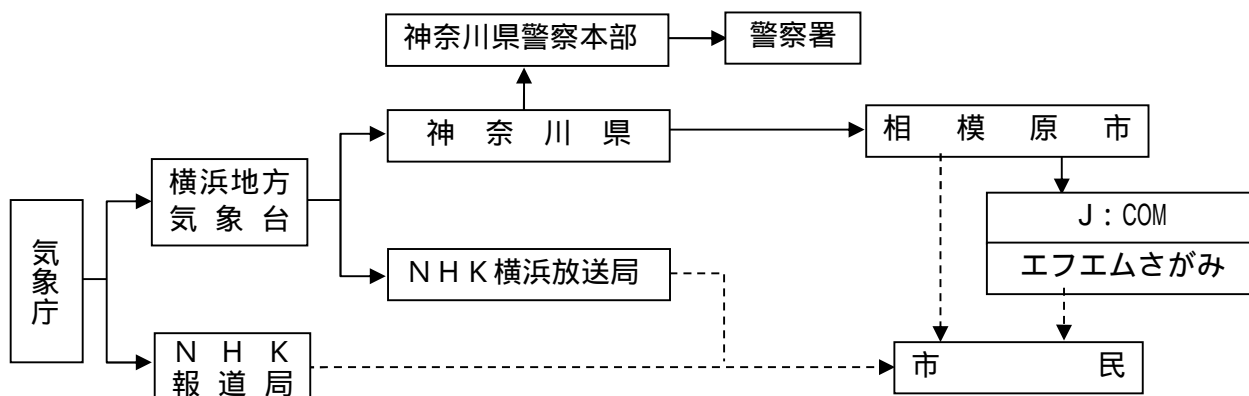 神奈川県警察本部
警察署
神奈川県
相模原市
横浜地方
気象台
J：COM
エフエムさがみ
気象庁
NHK横浜放送局
NHK
報道局
市民